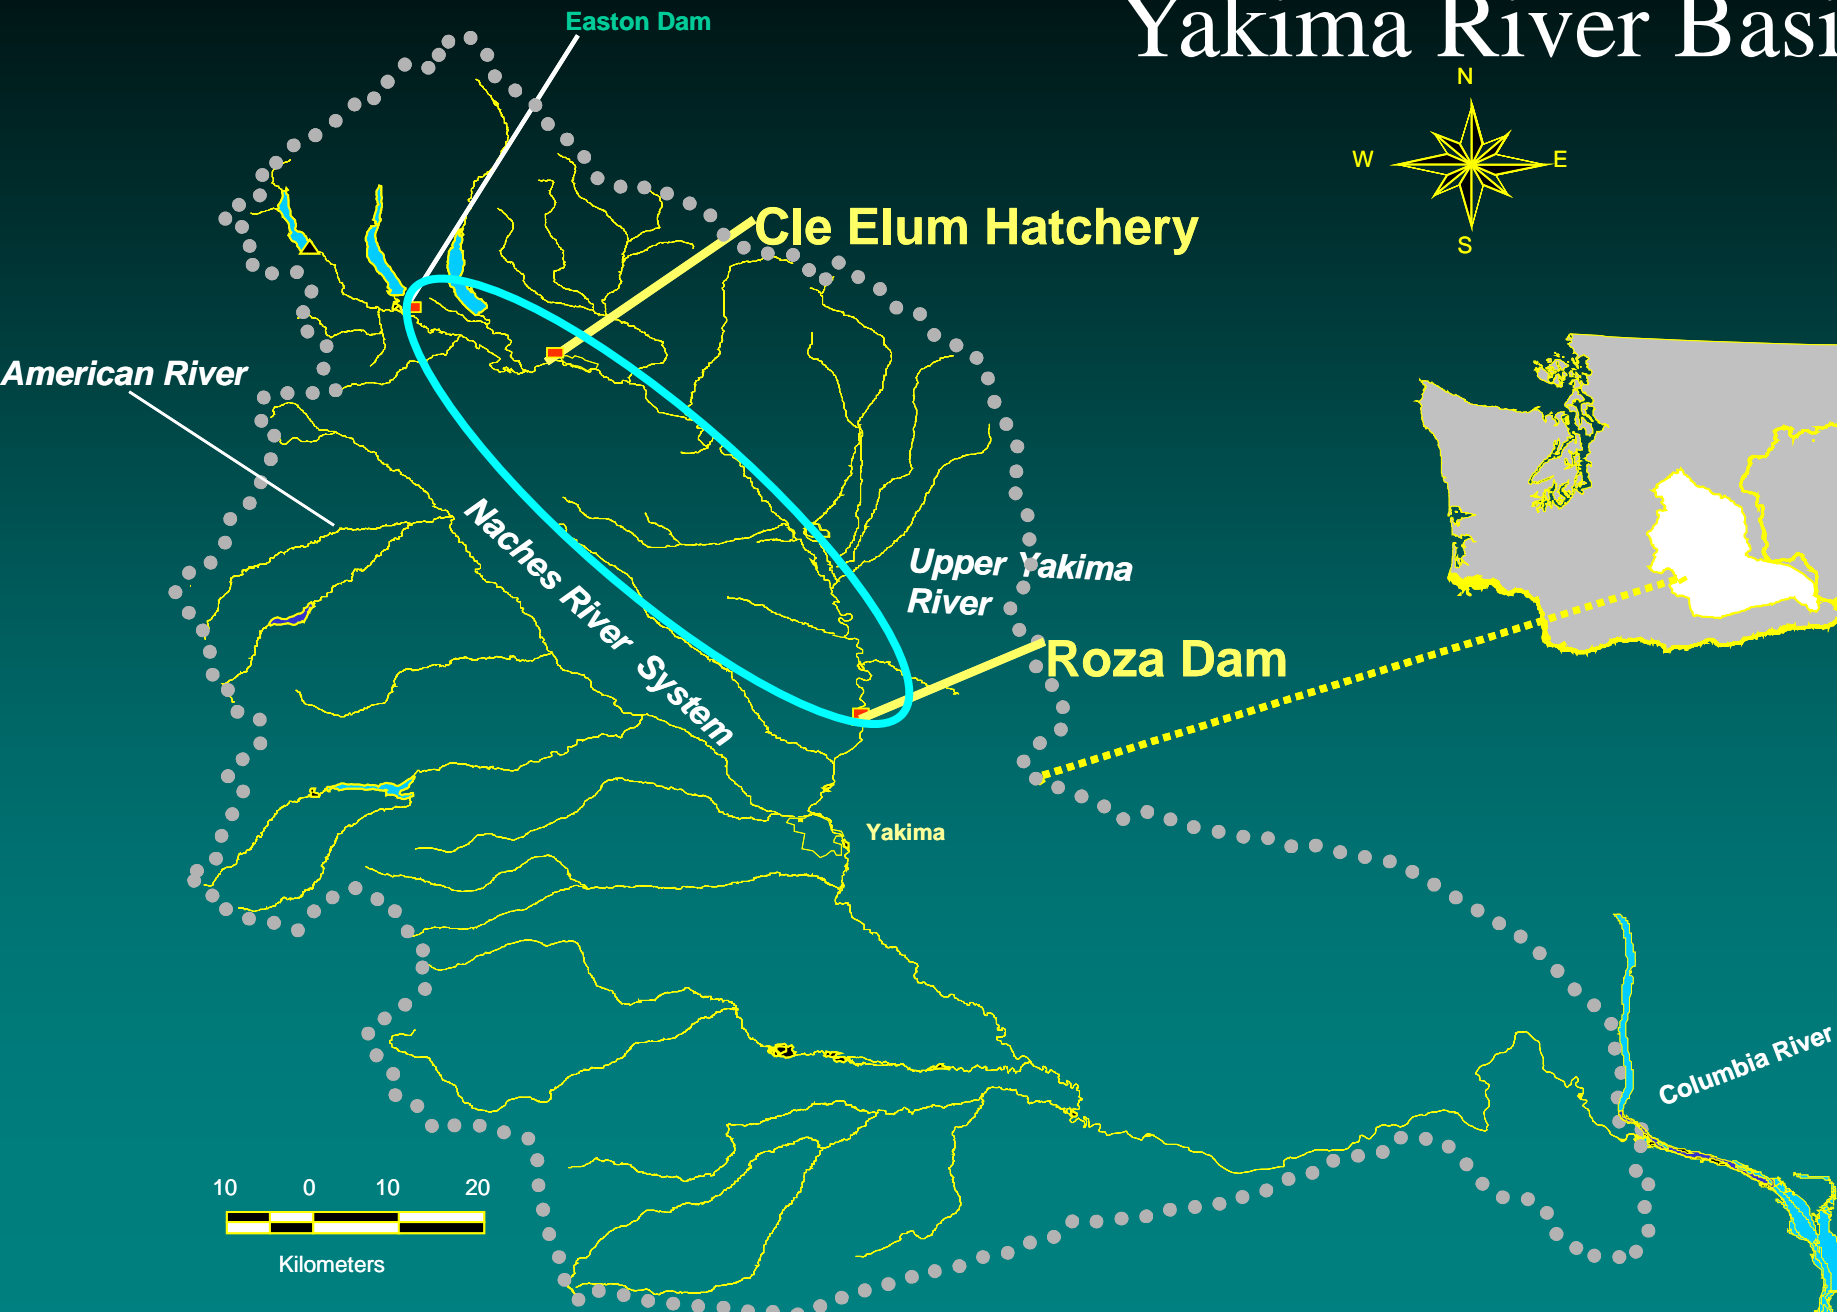 Easton Dam
Yakima River Basi
N
W
E
S
Cle Elum Hatchery
American River
Naches River System
Upper Yakima
River
Roza Dam
Yakima
Columbia River
10 0 10 20
Kilometers